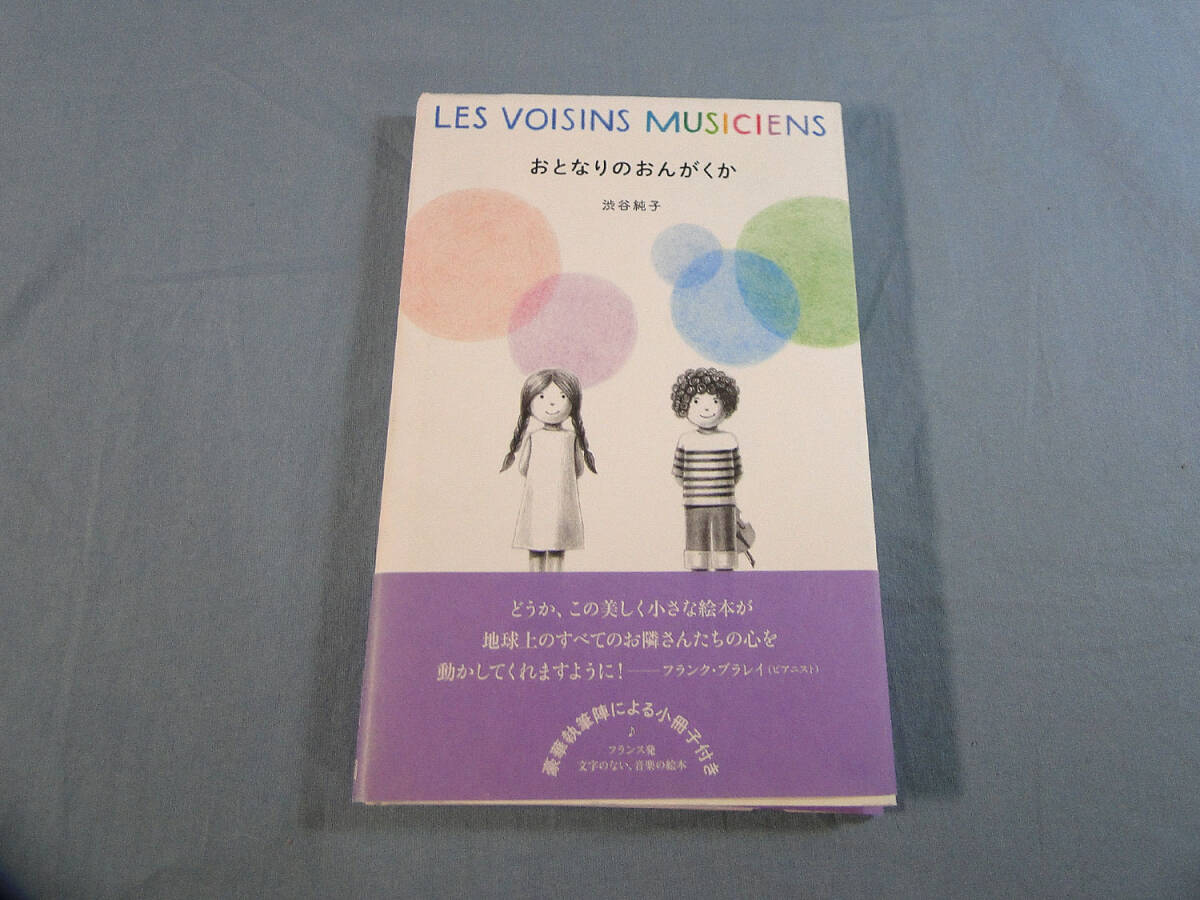 LES VOISINS MUSICIENS
おとなりのおんがくか
渋谷純子
どうか、この美しく小さな絵本が
地球上のすべてのお隣さんたちの心を
動かしてくれますように!――フランク・ブラレイ(ピアニスト)
豪華執筆陣による小冊子付き
♪
フランス発
文字のない、音楽の絵本